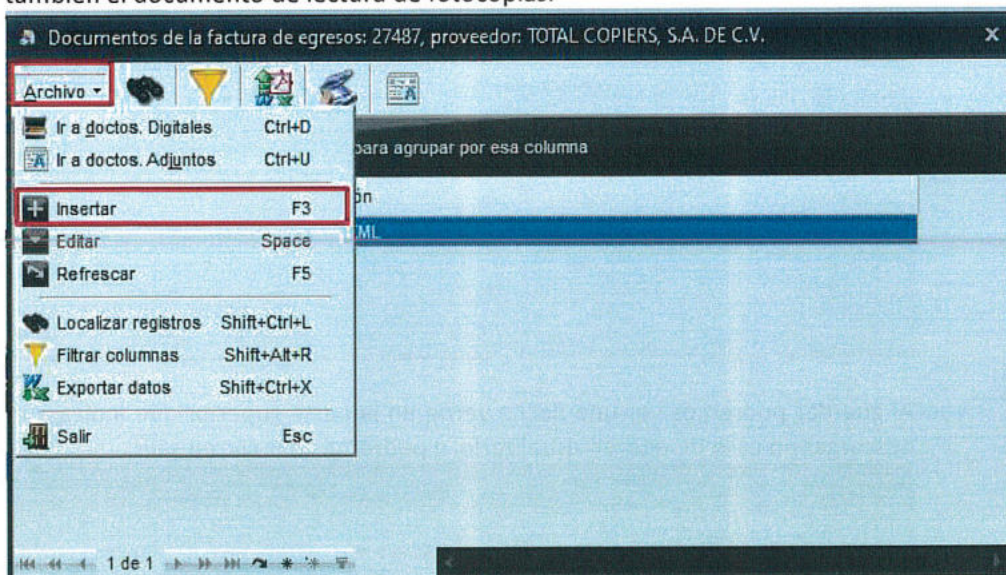 Documentos de la factura de egresos: 27487, proveedor: TOTAL COPIERS, S.A. DE C.V.
Archivo
Ir a doctos. Digitales Ctrl+D
Ir a doctos. Adjuntos Ctrl+U
para agrupar por esa columna
Insertar F3
Editar Space
Refrescar F5
Localizar registros Shift+Ctrl+L
Filtrar columnas Shift+Alt+R
Exportar datos Shift+Ctrl+X
Salir Esc
1 de 1